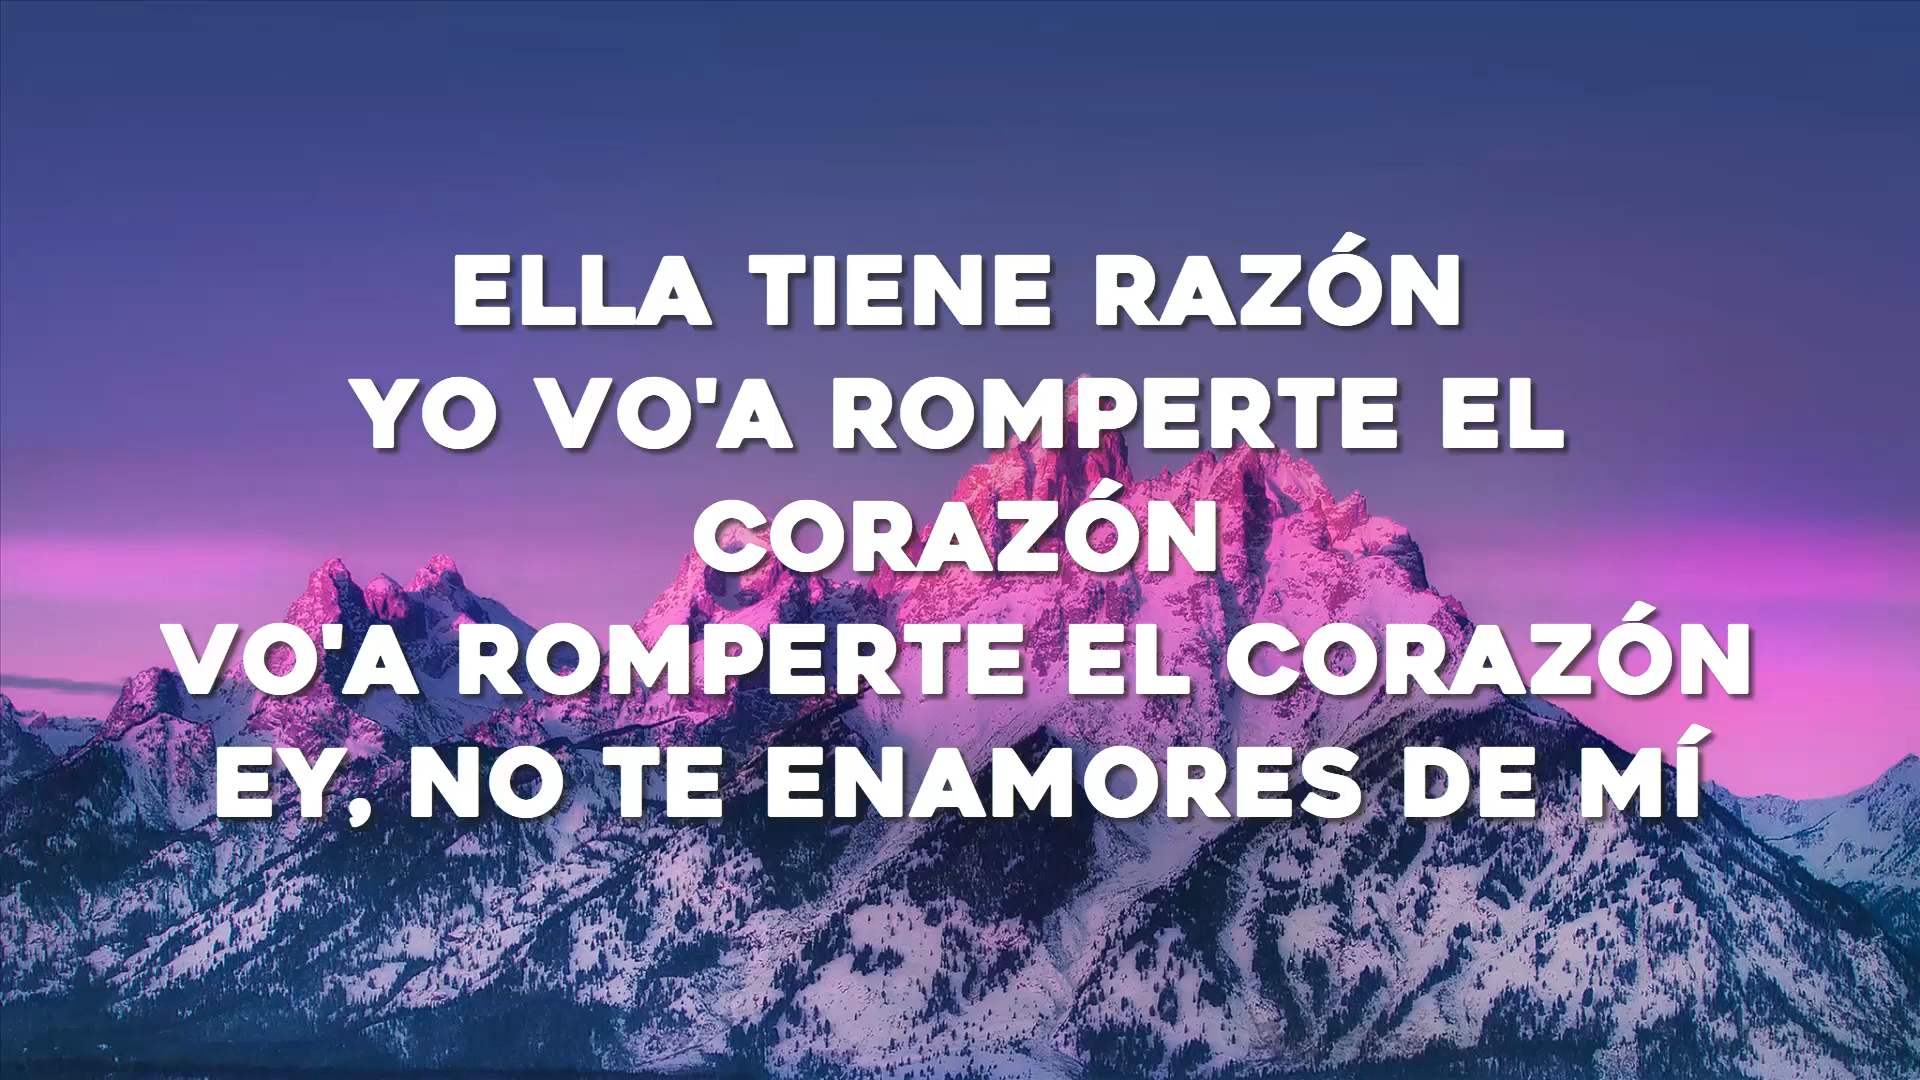 ELLA TIENE RAZÓN
YO VO'A ROMPERTE EL
CORAZÓN
VO'A ROMPERTE EL CORAZÓN
EY, NO TE ENAMORES DE MÍ